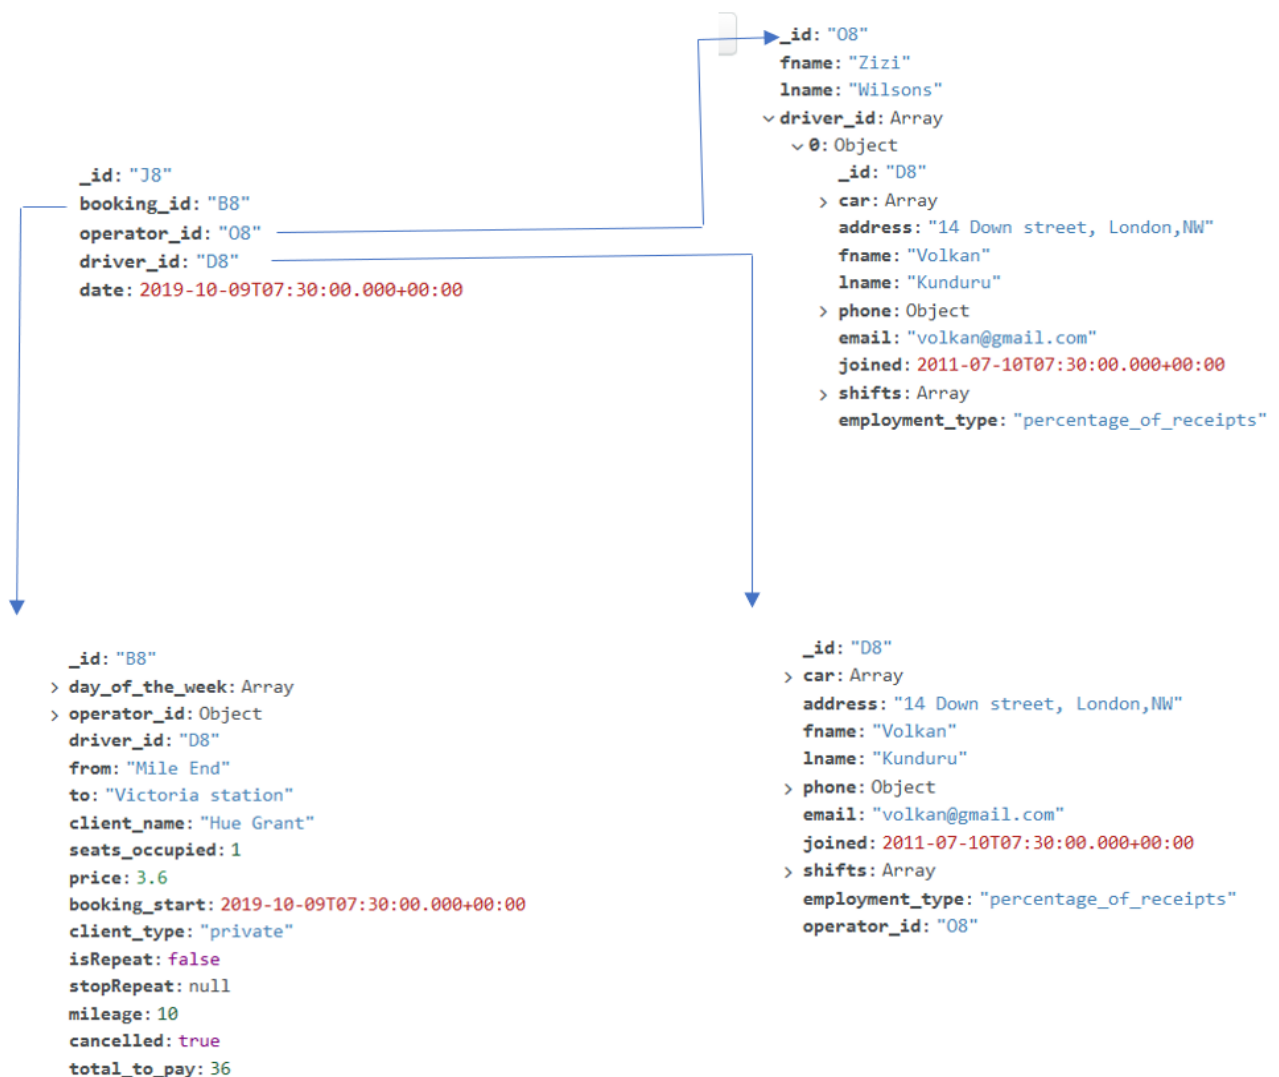 _id: "J8"
booking_id: "B8"
operator_id: "O8"
driver_id: "D8"
date: 2019-10-09T07:30:00.000+00:00
_id: "O8"
fname: "Zizi"
lname: "Wilsons"
driver_id: Array
0: Object
_id: "D8"
car: Array
address: "14 Down street, London,NW"
fname: "Volkan"
lname: "Kunduru"
phone: Object
email: "volkan@gmail.com"
joined: 2011-07-10T07:30:00.000+00:00
shifts: Array
employment_type: "percentage_of_receipts"
_id: "B8"
day_of_the_week: Array
operator_id: Object
driver_id: "D8"
from: "Mile End"
to: "Victoria station"
client_name: "Hue Grant"
seats_occupied: 1
price: 3.6
booking_start: 2019-10-09T07:30:00.000+00:00
client_type: "private"
isRepeat: false
stopRepeat: null
mileage: 10
cancelled: true
total_to_pay: 36
_id: "D8"
car: Array
address: "14 Down street, London,NW"
fname: "Volkan"
lname: "Kunduru"
phone: Object
email: "volkan@gmail.com"
joined: 2011-07-10T07:30:00.000+00:00
shifts: Array
employment_type: "percentage_of_receipts"
operator_id: "O8"